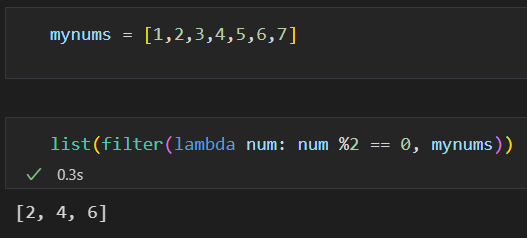 mynums = [1,2,3,4,5,6,7]
list(filter(lambda num: num %2 == 0, mynums))
0.3s
[2, 4, 6]